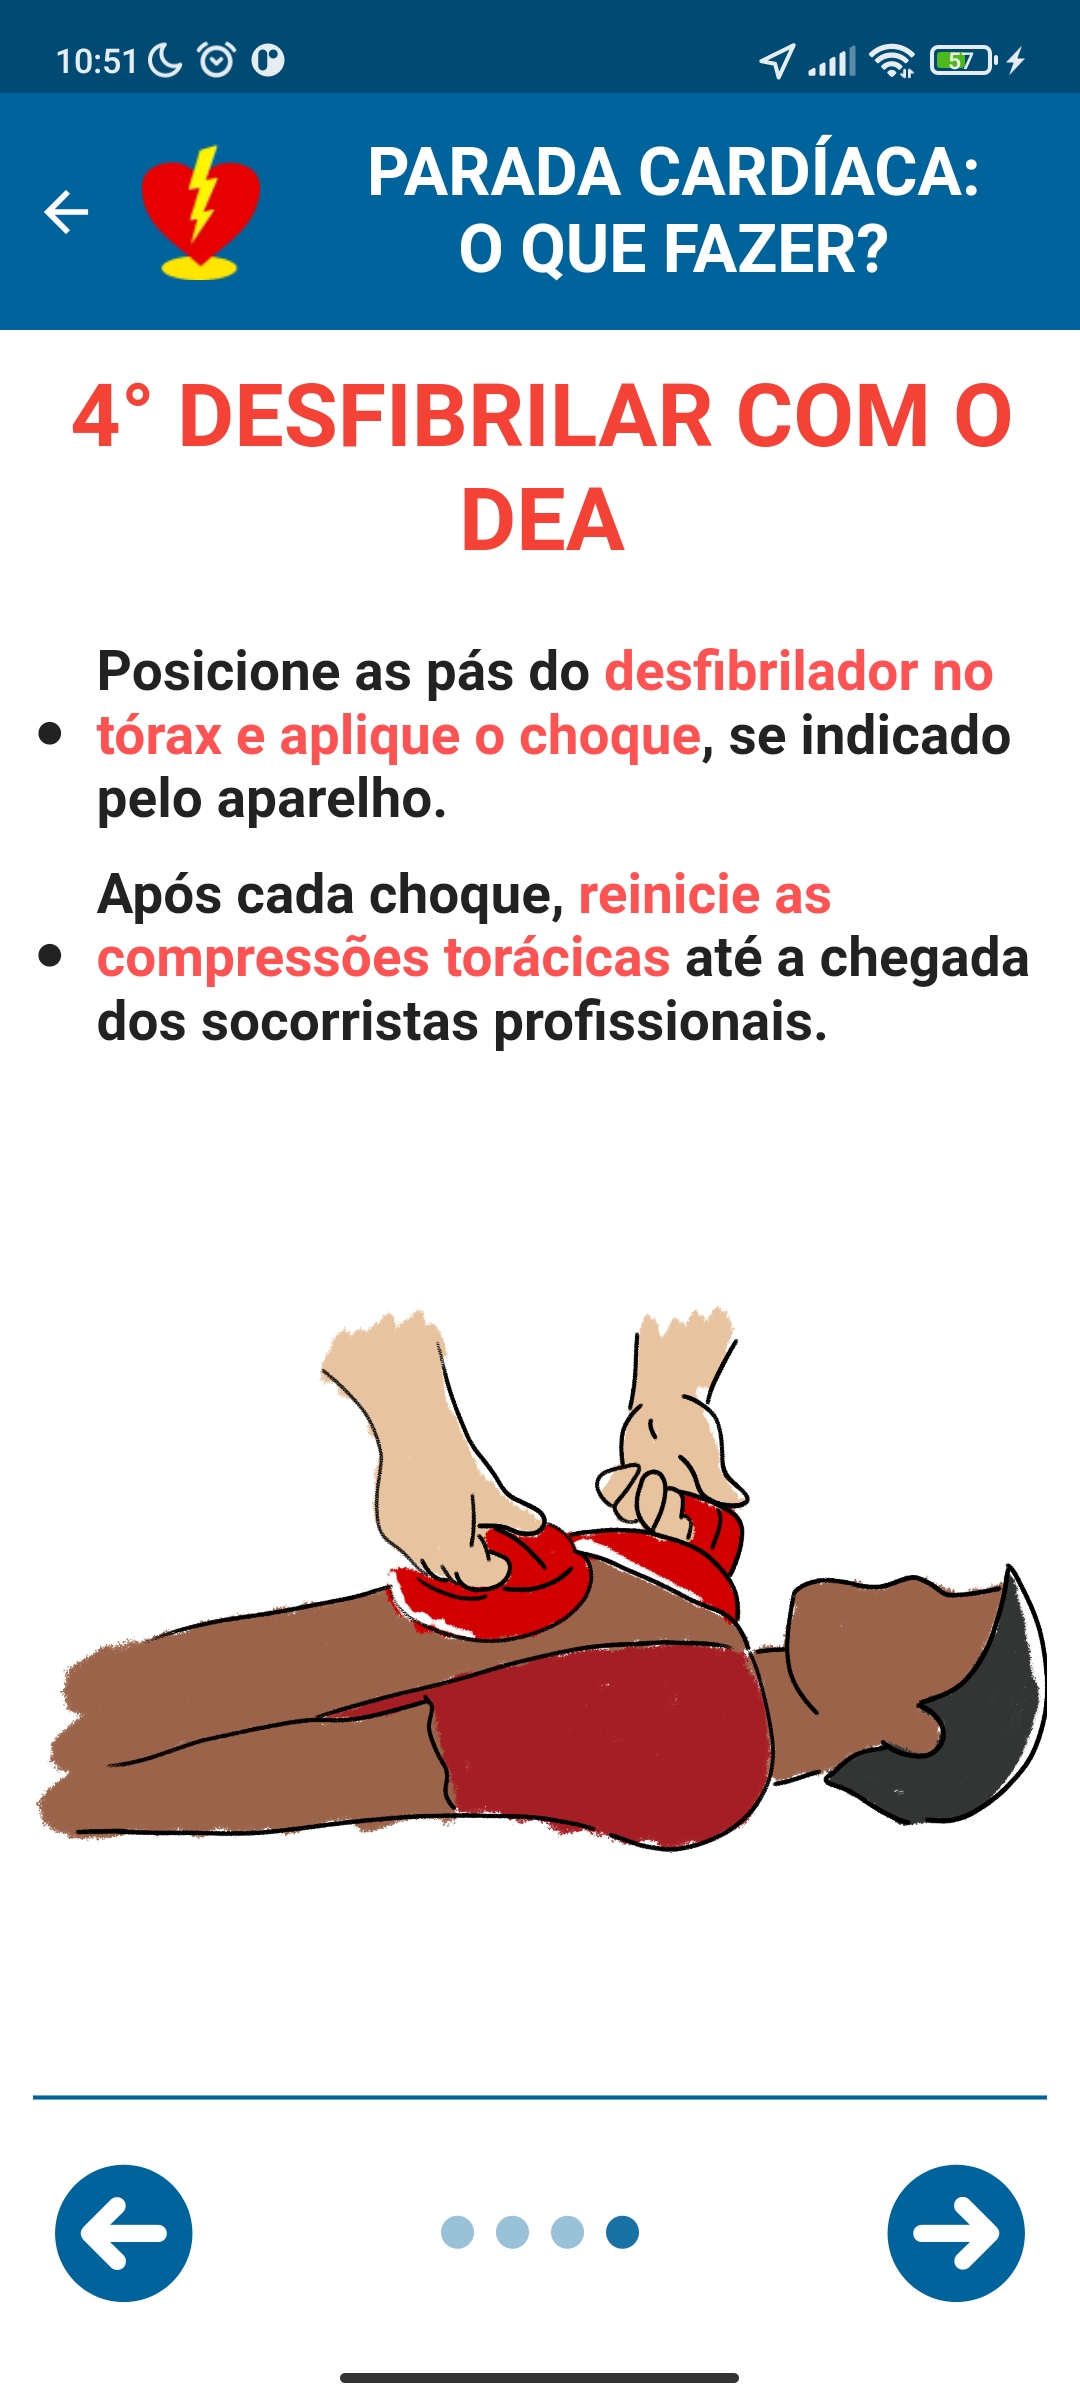 10:51
57
PARADA CARDÍACA:
O QUE FAZER?
4° DESFIBRILAR COM O
DEA
Posicione as pás do desfibrilador no
tórax e aplique o choque, se indicado
pelo aparelho.
Após cada choque, reinicie as
compressões torácicas até a chegada
dos socorristas profissionais.